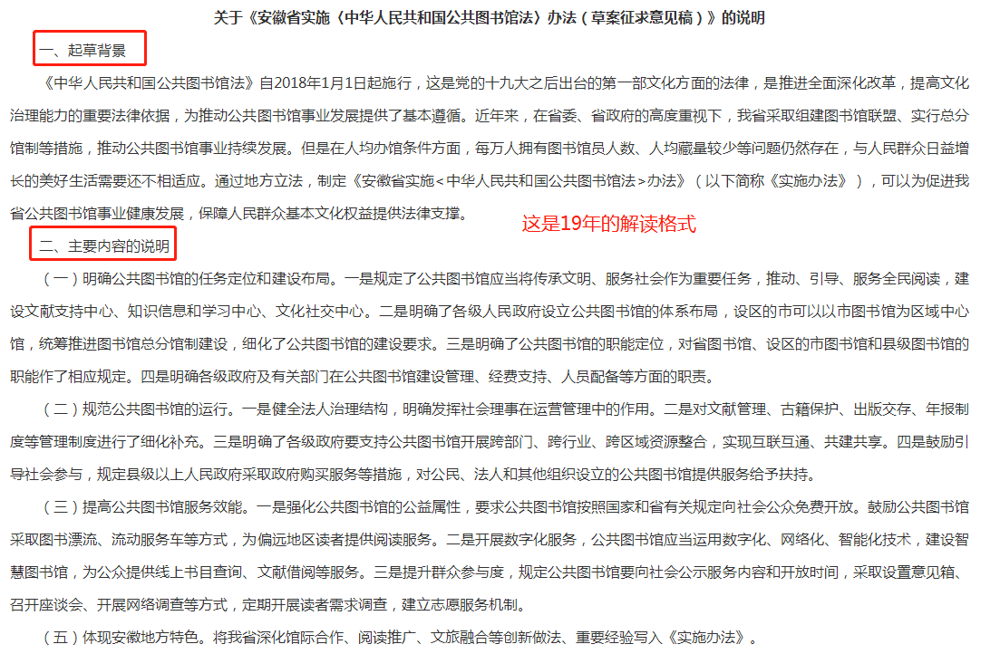 关于《安徽省实施〈中华人民共和国公共图书馆法〉办法（草案征求意见稿）》的说明
一、起草背景
《中华人民共和国公共图书馆法》自2018年1月1日起施行，这是党的十九大之后出台的第一部文化方面的法律，是推进全面深化改革，提高文化
治理能力的重要法律依据，为推动公共图书馆事业发展提供了基本遵循。近年来，在省委、省政府的高度重视下，我省采取组建图书馆联盟、实行总分
馆制等措施，推动公共图书馆事业持续发展。但是在人均办馆条件方面，每万人拥有图书馆员人数、人均藏量较少等问题仍然存在，与人民群众日益增
长的美好生活需要还不相适应。通过地方立法，制定《安徽省实施<中华人民共和国公共图书馆法>办法》（以下简称《实施办法》），可以为促进我
省公共图书馆事业健康发展，保障人民群众基本文化权益提供法律支撑。
这是19年的解读格式
二、主要内容的说明
（一）明确公共图书馆的任务定位和建设布局。一是规定了公共图书馆应当将传承文明、服务社会作为重要任务，推动、引导、服务全民阅读，建
设文献支持中心、知识信息和学习中心、文化社交中心。二是明确了各级人民政府设立公共图书馆的体系布局，设区的市可以以市图书馆为区域中心
馆，统筹推进图书馆总分馆制建设，细化了公共图书馆的建设要求。三是明确了公共图书馆的职能定位，对省图书馆、设区的市图书馆和县级图书馆的
职能作了相应规定。四是明确各级政府及有关部门在公共图书馆建设管理、经费支持、人员配备等方面的职责。
（二）规范公共图书馆的运行。一是健全法人治理结构，明确发挥社会理事在运营管理中的作用。二是对文献管理、古籍保护、出版交存、年报制
度等管理制度进行了细化补充。三是明确了各级政府要支持公共图书馆开展跨部门、跨行业、跨区域资源整合，实现互联互通、共建共享。四是鼓励引
导社会参与，规定县级以上人民政府采取政府购买服务等措施，对公民、法人和其他组织设立的公共图书馆提供服务给予扶持。
（三）提高公共图书馆服务效能。一是强化公共图书馆的公益属性，要求公共图书馆按照国家和省有关规定向社会公众免费开放。鼓励公共图书馆
采取图书漂流、流动服务车等方式，为偏远地区读者提供阅读服务。二是开展数字化服务，公共图书馆应当运用数字化、网络化、智能化技术，建设智
慧图书馆，为公众提供线上书目查询、文献借阅等服务。三是提升群众参与度，规定公共图书馆要向社会公示服务内容和开放时间，采取设置意见箱、
召开座谈会、开展网络调查等方式，定期开展读者需求调查，建立志愿服务机制。
（五）体现安徽地方特色。将我省深化馆际合作、阅读推广、文旅融合等创新做法、重要经验写入《实施办法》。